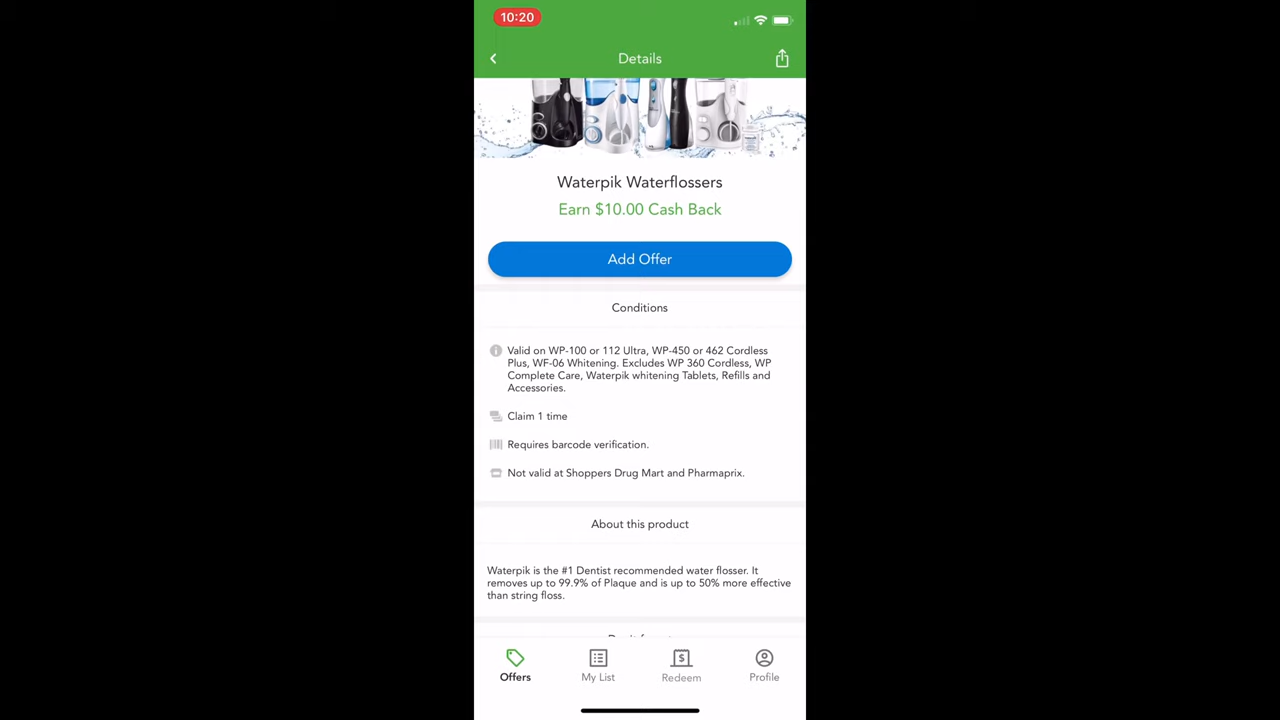 10:20
Details
Waterpik Waterflossers
Earn $10.00 Cash Back
Add Offer
Conditions
Valid on WP-100 or 112 Ultra, WP-450 or 462 Cordless
Plus, WF-06 Whitening. Excludes WP 360 Cordless, WP
Complete Care, Waterpik whitening Tablets, Refills and
Accessories.
Claim 1 time
Requires barcode verification.
Not valid at Shoppers Drug Mart and Pharmaprix.
About this product
Waterpik is the #1 Dentist recommended water flosser. It
removes up to 99.9% of Plaque and is up to 50% more effective
than string floss.
Offers
My List
Redeem
Profile